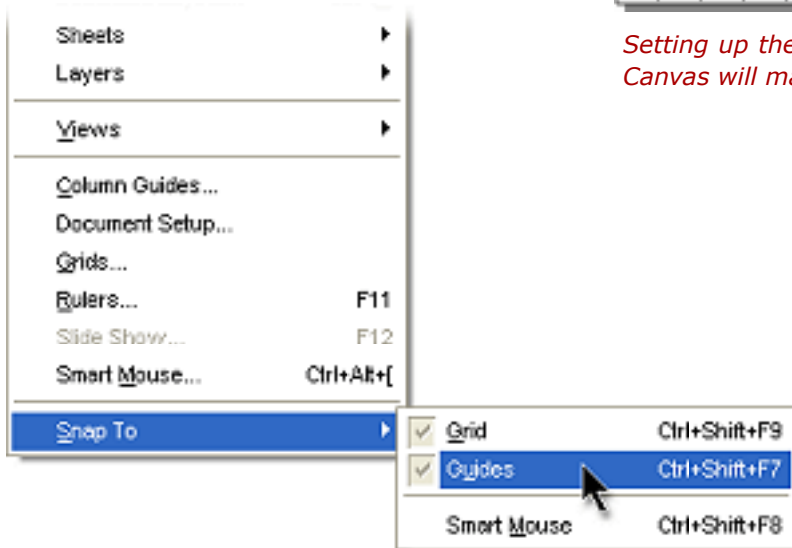 Setting up the
Canvas will ma
Sheets
Layers
Views
Column Guides...
Document Setup...
Grids...
Rulers... F11
Slide Show... F12
Smart Mouse... Ctrl+Alt+[
Snap To
Grid Ctrl+Shift+F9
Guides Ctrl+Shift+F7
Smart Mouse Ctrl+Shift+F8